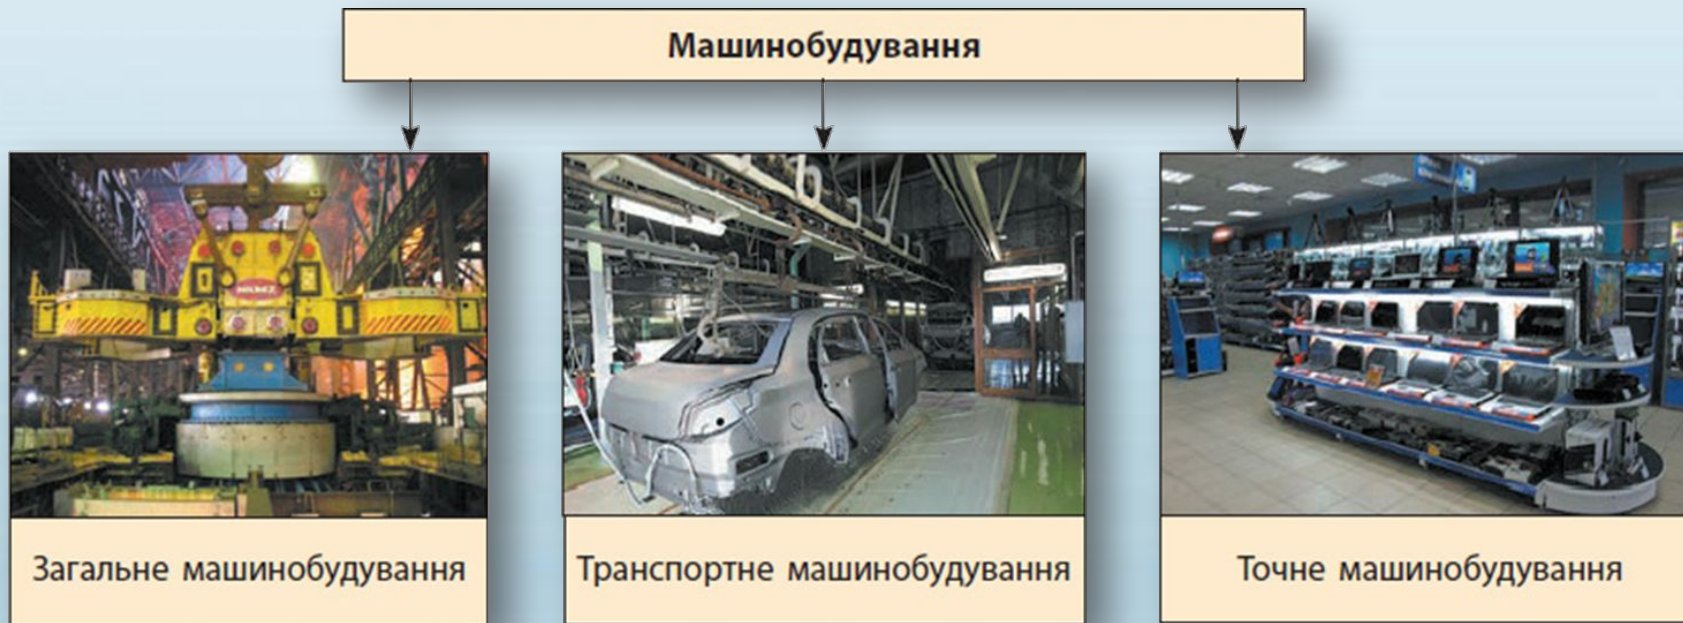 Машинобудування
Загальне машинобудування
Транспортне машинобудування
Точне машинобудування